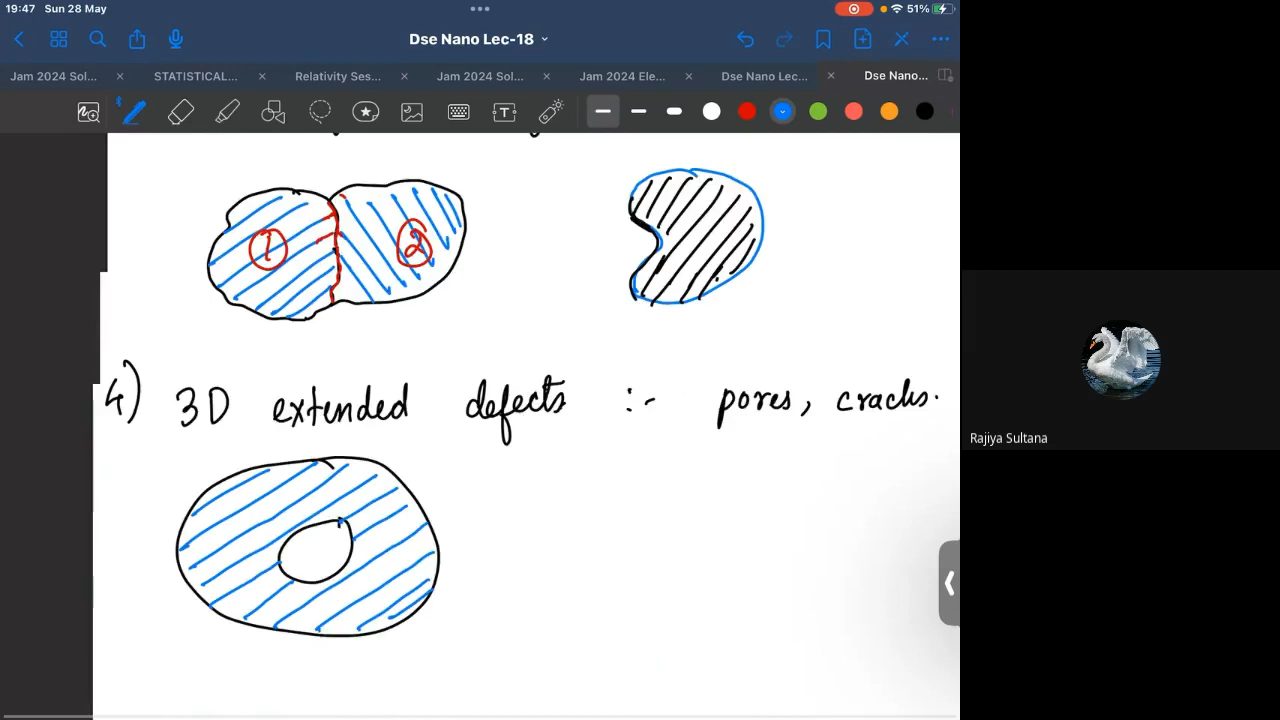 19:47 Sun 28 May
51%
Dse Nano Lec-18
Jam 2024 Sol...
STATISTICAL...
Relativity Ses...
Jam 2024 Sol...
Jam 2024 Ele...
Dse Nano Lec...
Dse Nano...
T
1
2
4) 3D extended defects :- pores, cracks.
Rajiya Sultana